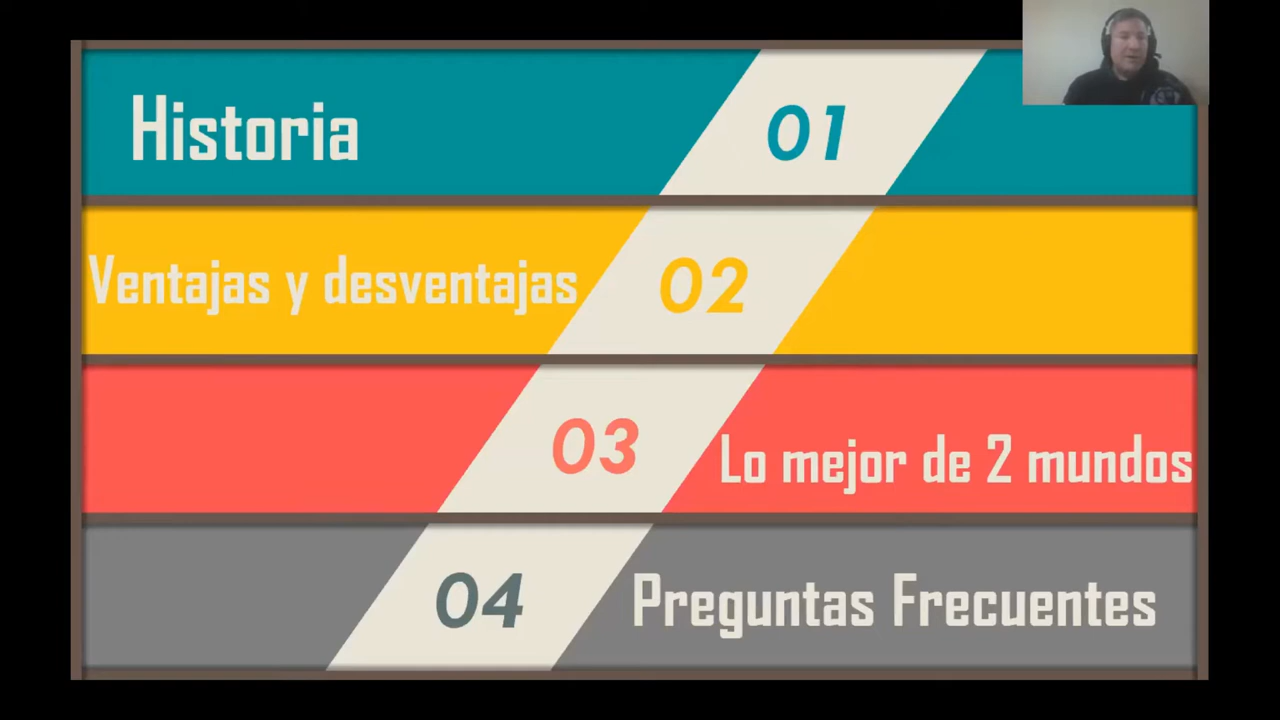 Historia 01
Ventajas y desventajas 02
03 Lo mejor de 2 mundos
04 Preguntas Frecuentes